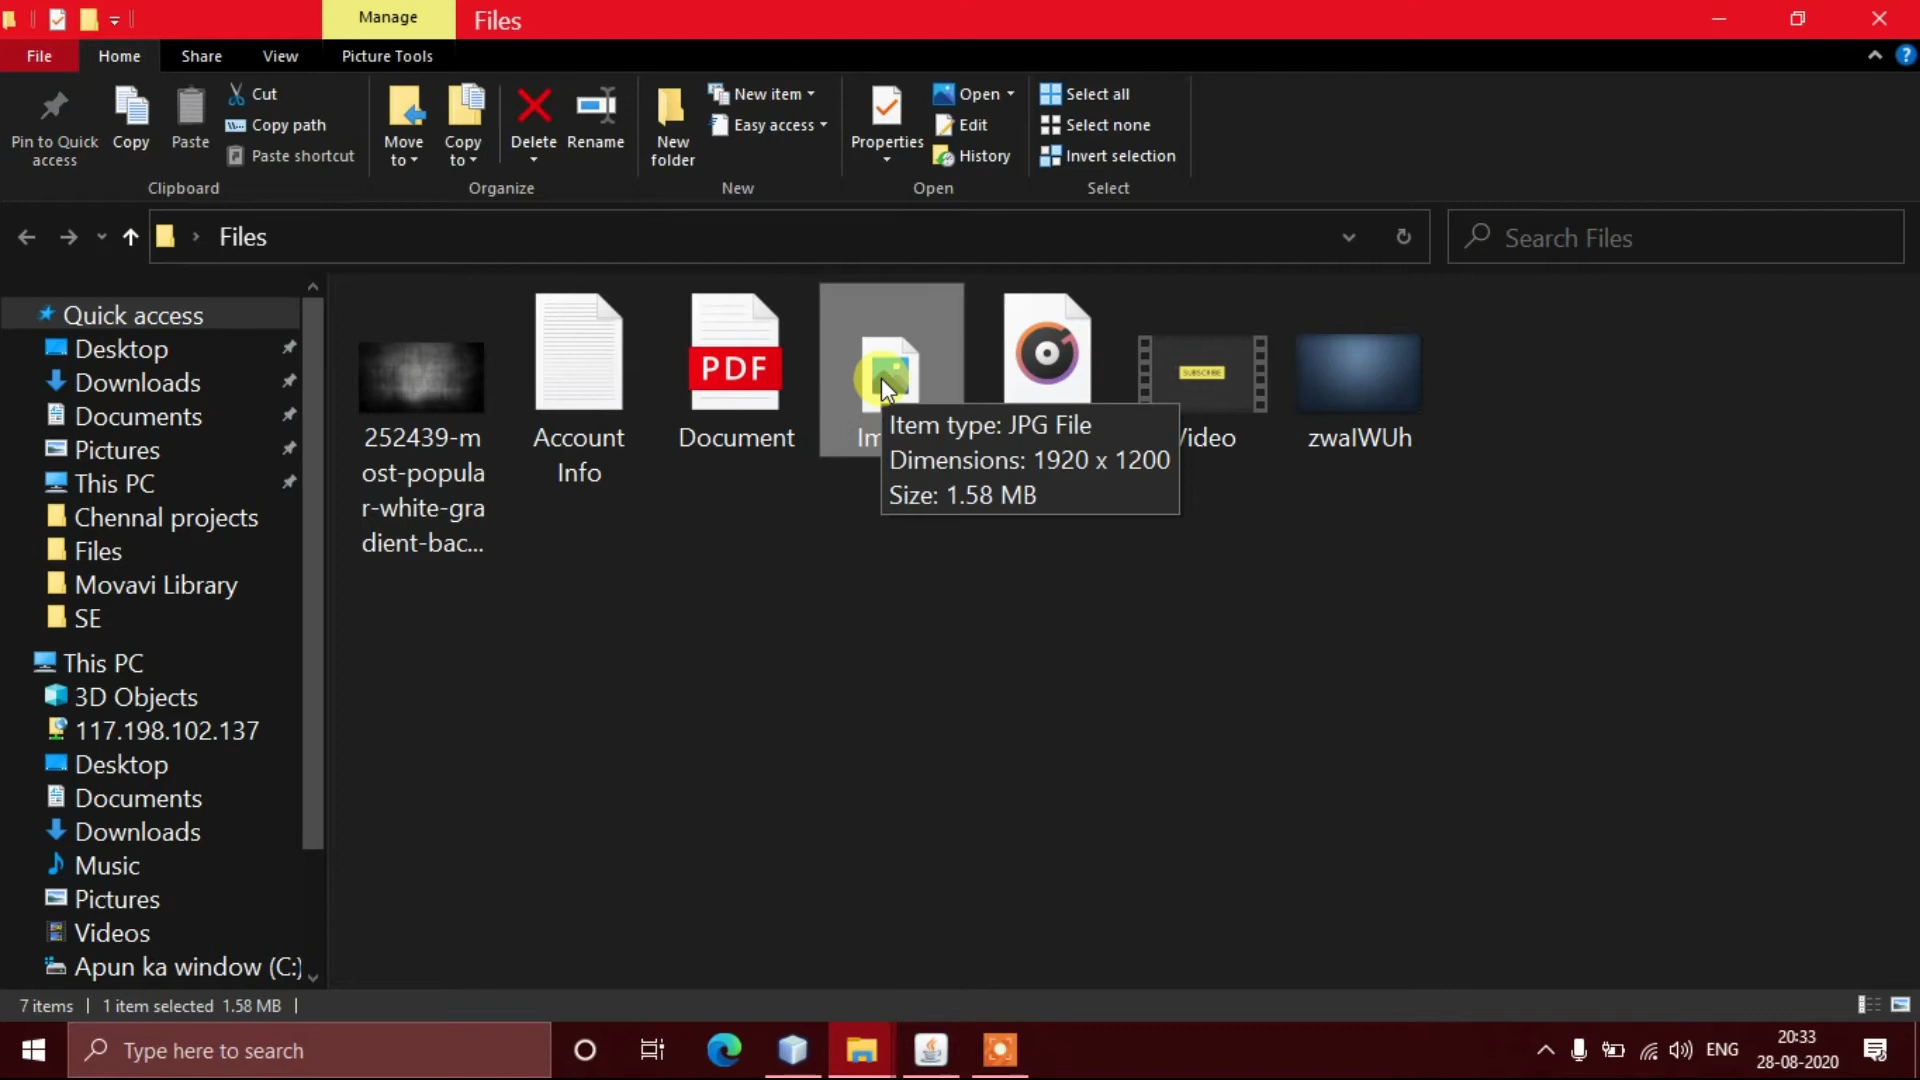 Manage
Files
File
Home
Share
View
Picture Tools
Pin to Quick access
Copy
Paste
Cut
Copy path
Paste shortcut
Clipboard
Move to
Copy to
Delete
Rename
Organize
New folder
New item
Easy access
New
Properties
Open
Edit
History
Open
Select all
Select none
Invert selection
Select
Files
Search Files
Quick access
Desktop
Downloads
Documents
Pictures
This PC
Chennal projects
Files
Movavi Library
SE
This PC
3D Objects
117.198.102.137
Desktop
Documents
Downloads
Music
Pictures
Videos
Apun ka window (C:)
252439-m
ost-popula
r-white-gra
dient-bac...
Account
Info
PDF
Document
Item type: JPG File
Dimensions: 1920 x 1200
Size: 1.58 MB
SUBSCRIBE
Video
zwalWUh
7 items
1 item selected 1.58 MB
Type here to search
ENG
20:33
28-08-2020